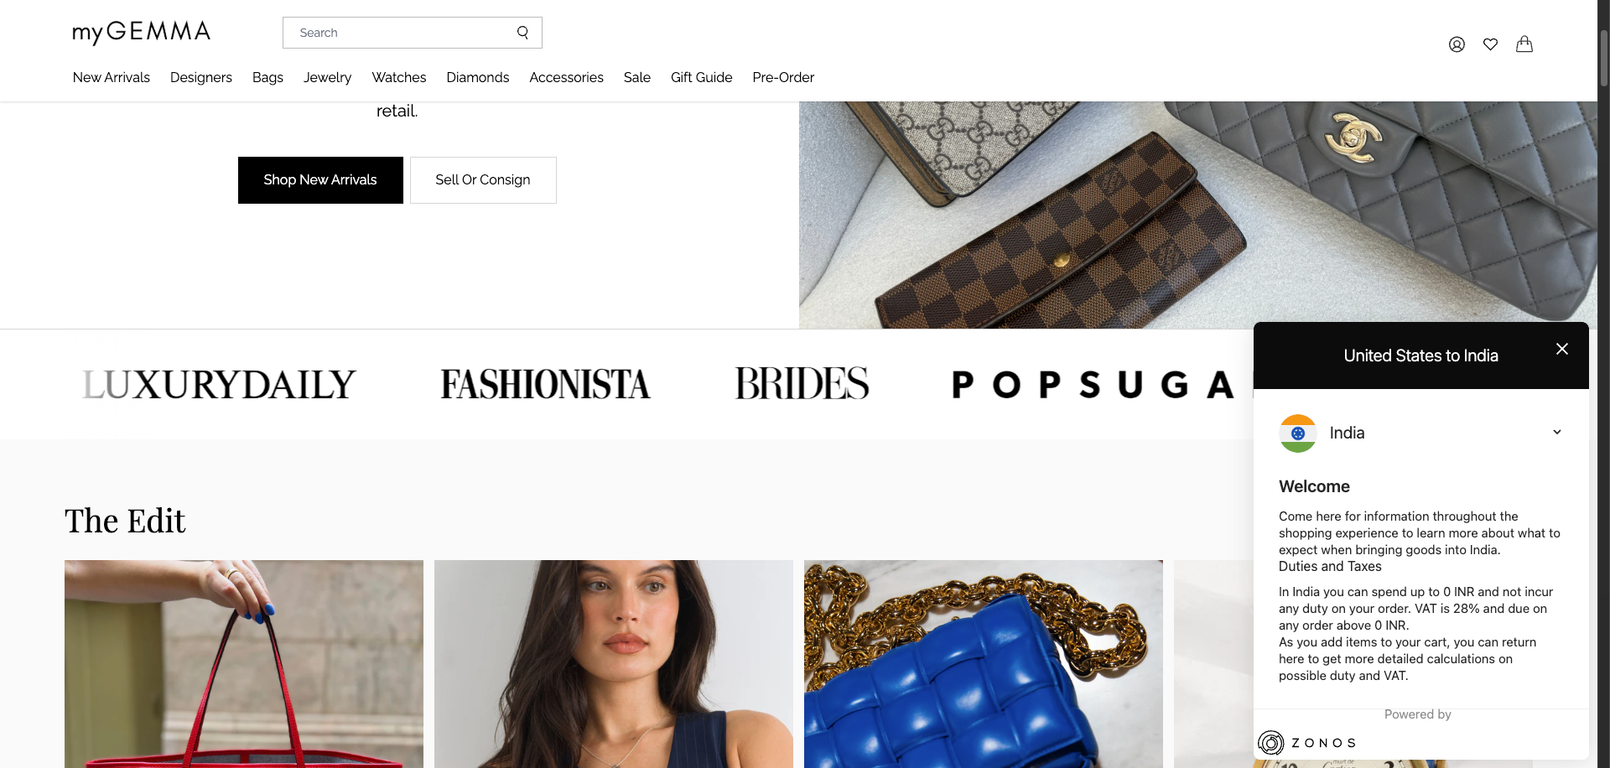 myGEMMA
Search
New Arrivals
Designers
Bags
Jewelry
Watches
Diamonds
Accessories
Sale
Gift Guide
Pre-Order
retail.
Shop New Arrivals
Sell Or Consign
LUXURYDAILY
FASHIONISTA
BRIDES
POPSUGA
The Edit
United States to India
India
Welcome
Come here for information throughout the
shopping experience to learn more about what to
expect when bringing goods into India.
Duties and Taxes
In India you can spend up to 0 INR and not incur
any duty on your order. VAT is 28% and due on
any order above 0 INR.
As you add items to your cart, you can return
here to get more detailed calculations on
possible duty and VAT.
Powered by
ZONOS